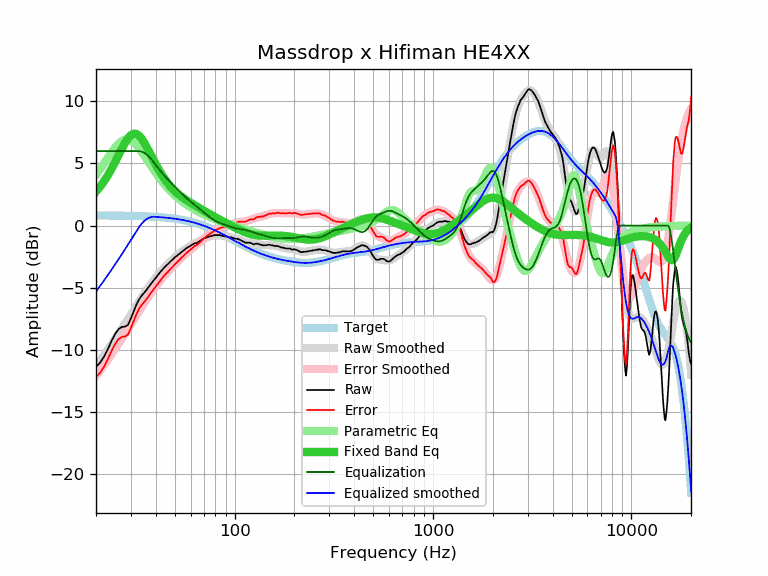 Massdrop x Hifiman HE4XX
Amplitude (dBr)
10
5
0
−5
−10
−15
−20
Target
Raw Smoothed
Error Smoothed
Raw
Error
Parametric Eq
Fixed Band Eq
Equalization
Equalized smoothed
100
1000
10000
Frequency (Hz)